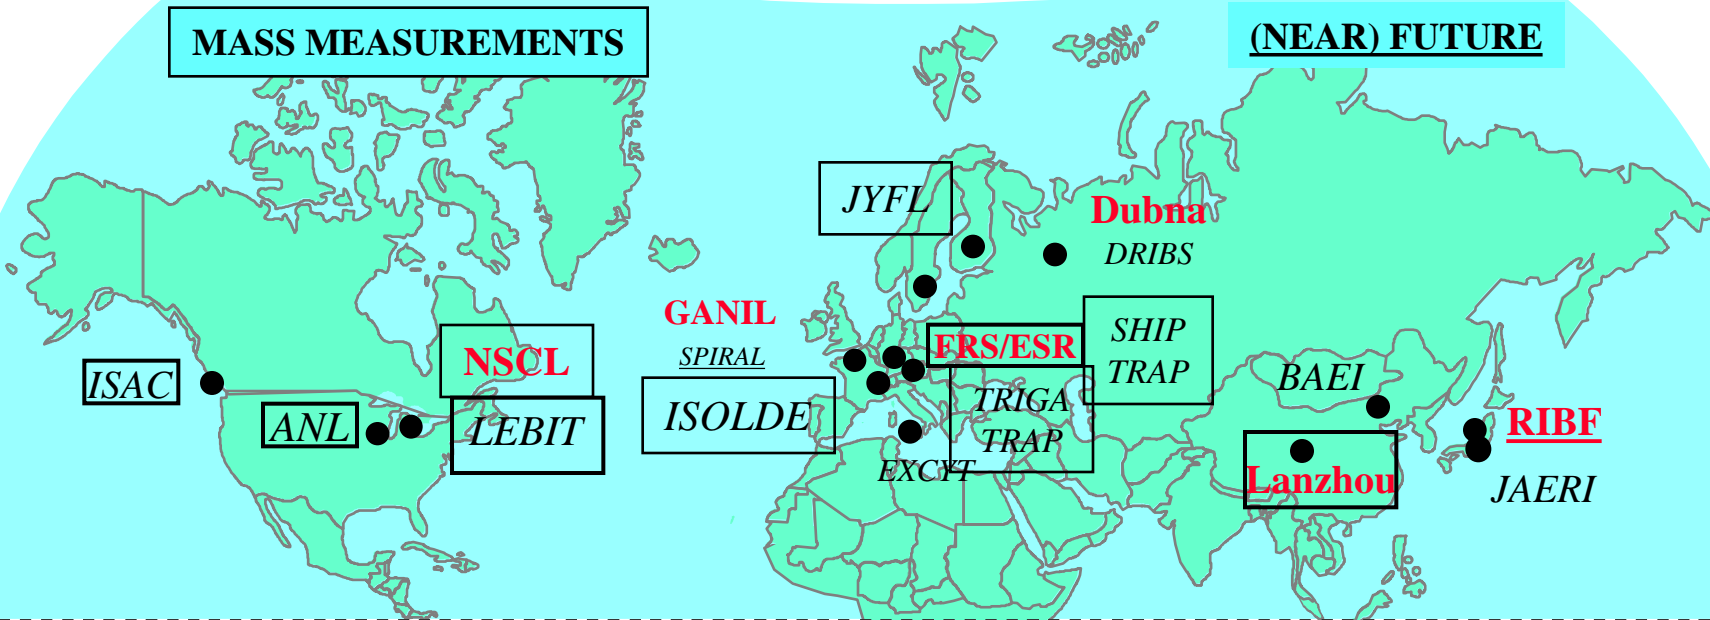 MASS MEASUREMENTS
(NEAR) FUTURE
JYFL
Dubna
DRIBS
GANIL
SPIRAL
FRS/ESR
SHIP
TRAP
NSCL
ISAC
ANL
LEBIT
ISOLDE
TRIGA
TRAP
EXCYT
BAEI
RIBF
Lanzhou
JAERI